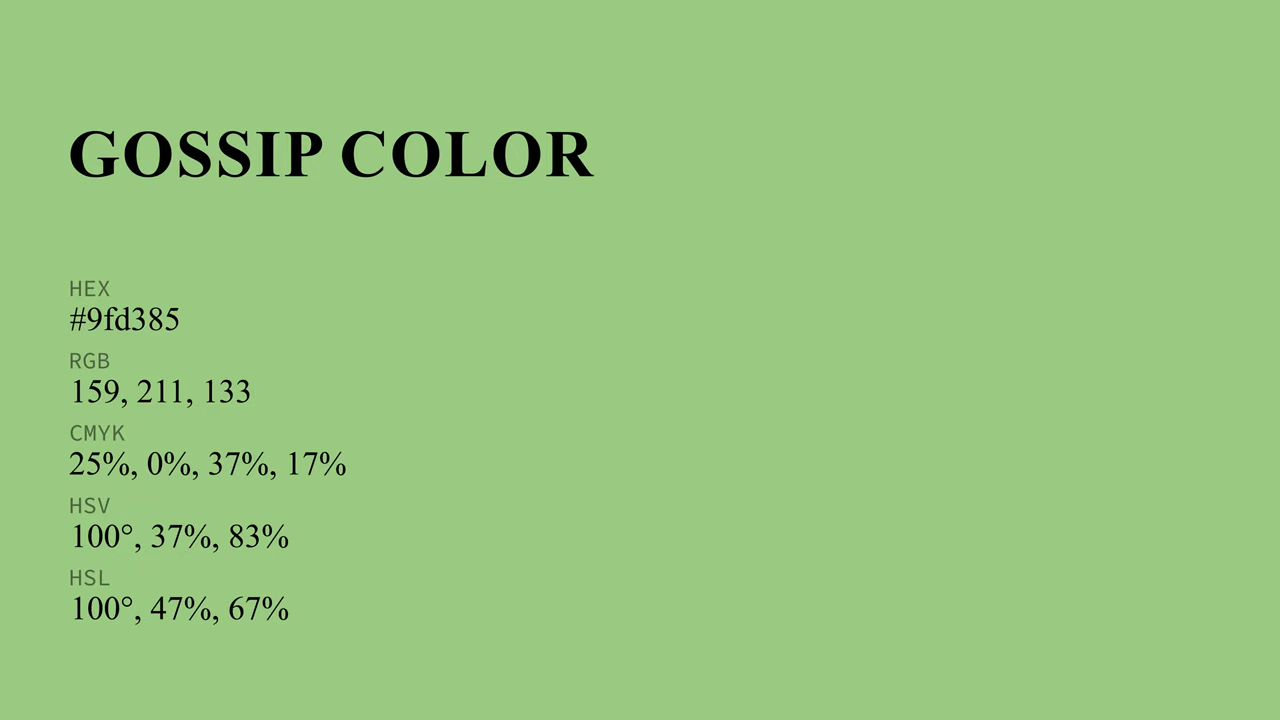 GOSSIP COLOR
HEX
#9fd385
RGB
159, 211, 133
CMYK
25%, 0%, 37%, 17%
HSV
100°, 37%, 83%
HSL
100°, 47%, 67%